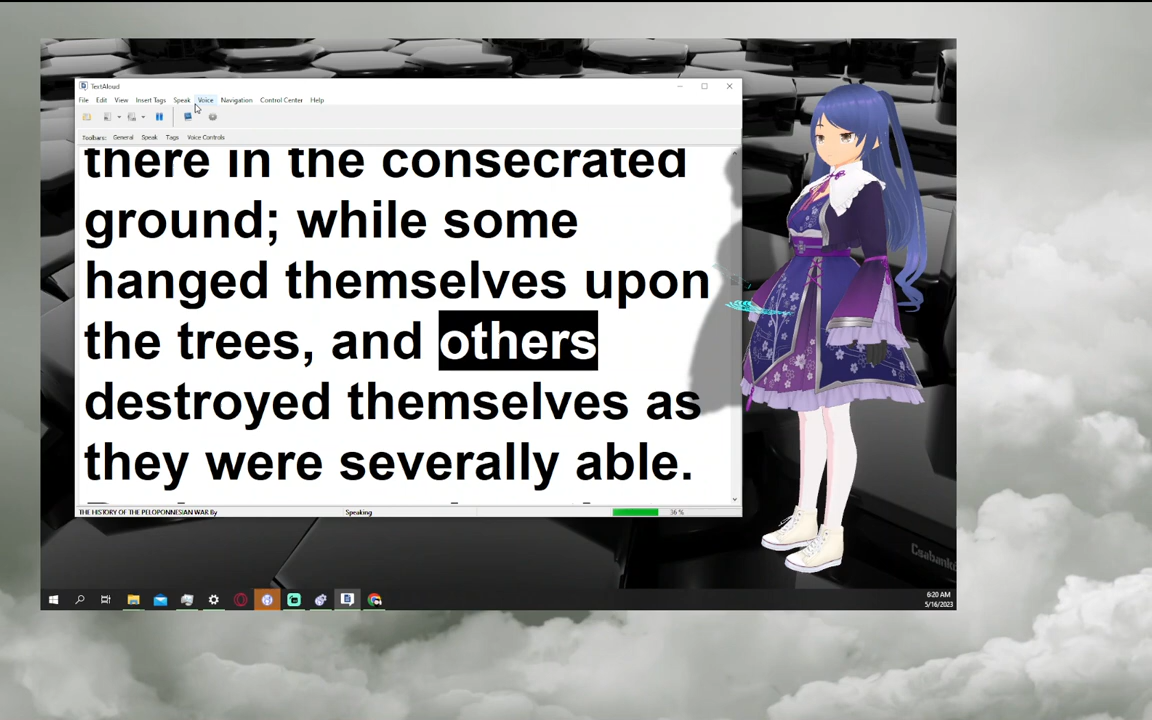 TextAloud
File Edit View Insert Tags Speak Voice Navigation Control Center Help
Toolbars: General Speak Tags Voice Controls
there in the consecrated
ground; while some
hanged themselves upon
the trees, and others
destroyed themselves as
they were severally able.
THE HISTORY OF THE PELOPONNESIAN WAR By Speaking 36 %
6:20 AM
5/16/2023